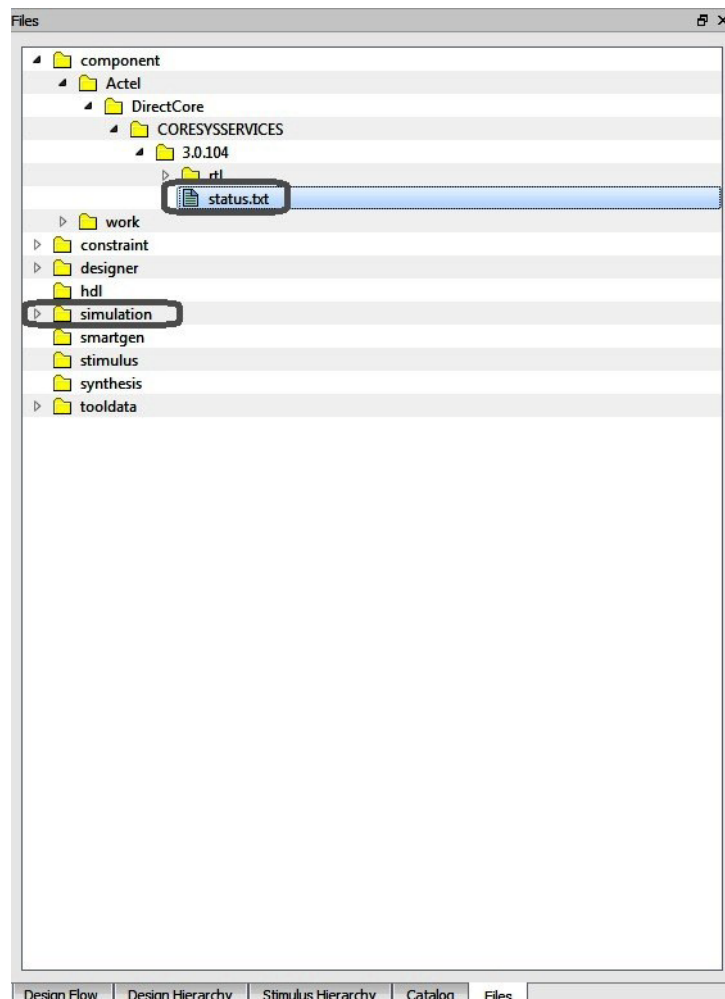 Files
component
Actel
DirectCore
CORESYSSERVICES
3.0.104
rtl
status.txt
work
constraint
designer
hdl
simulation
smartgen
stimulus
synthesis
tooldata
Design Flow Design Hierarchy Stimulus Hierarchy Catalog Files